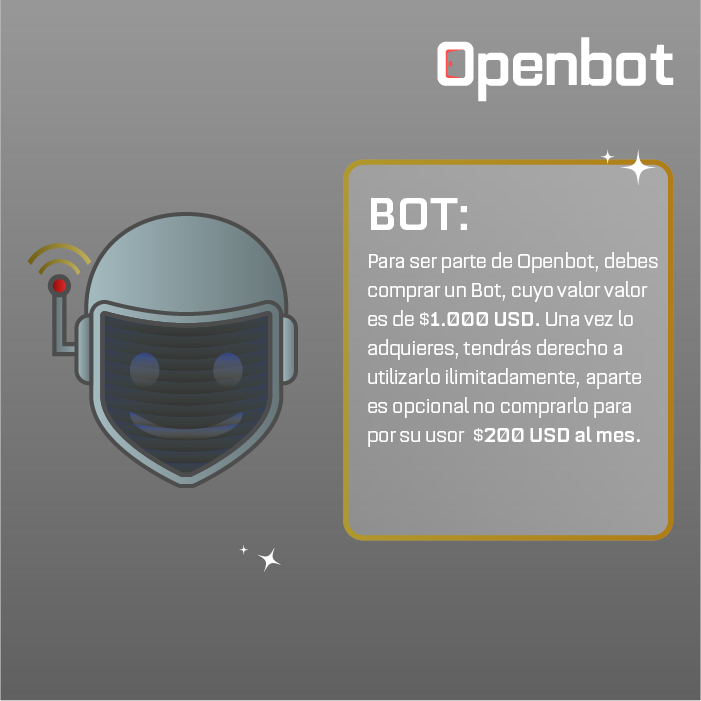 Openbot
BOT:
Para ser parte de Openbot, debes
comprar un Bot, cuyo valor valor
es de $1.000 USD. Una vez lo
adquieres, tendrás derecho a
utilizarlo ilimitadamente, aparte
es opcional no comprarlo para
por su usor $200 USD al mes.